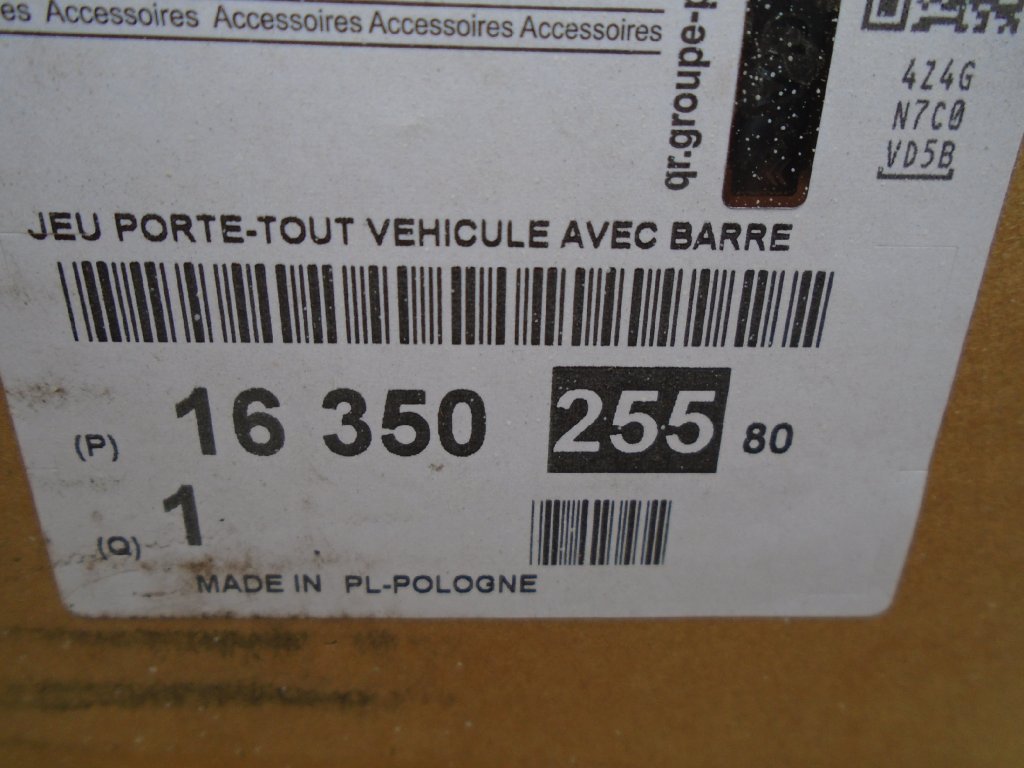 es Accessoires Accessoires Accessoires Accessoires
qr.groupe-p
4Z4G
N7C0
VD5B
JEU PORTE-TOUT VEHICULE AVEC BARRE
(P) 16 350 255 80
(Q) 1
MADE IN PL-POLOGNE